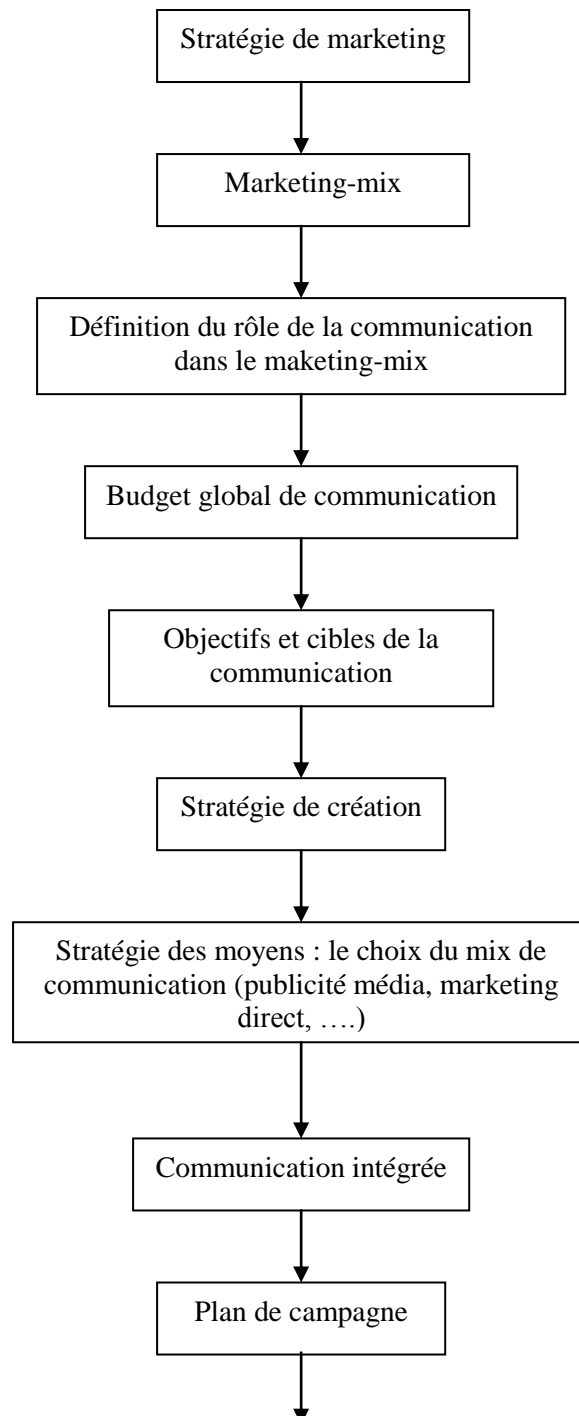 Stratégie de marketing
Marketing-mix
Définition du rôle de la communication
dans le maketing-mix
Budget global de communication
Objectifs et cibles de la
communication
Stratégie de création
Stratégie des moyens : le choix du mix de
communication (publicité média, marketing
direct, ….)
Communication intégrée
Plan de campagne